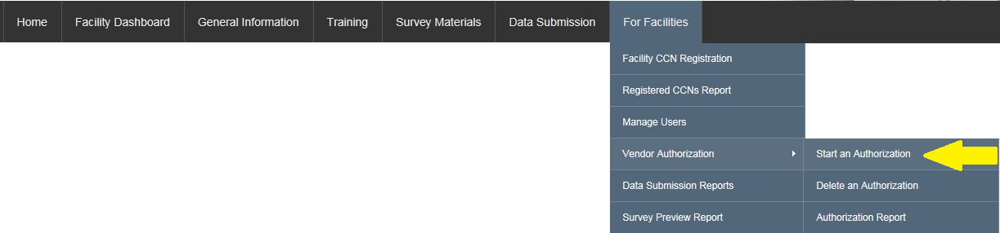 Home Facility Dashboard General Information Training Survey Materials Data Submission For Facilities
Facility CCN Registration
Registered CCNs Report
Manage Users
Vendor Authorization Start an Authorization
Data Submission Reports Delete an Authorization
Survey Preview Report Authorization Report